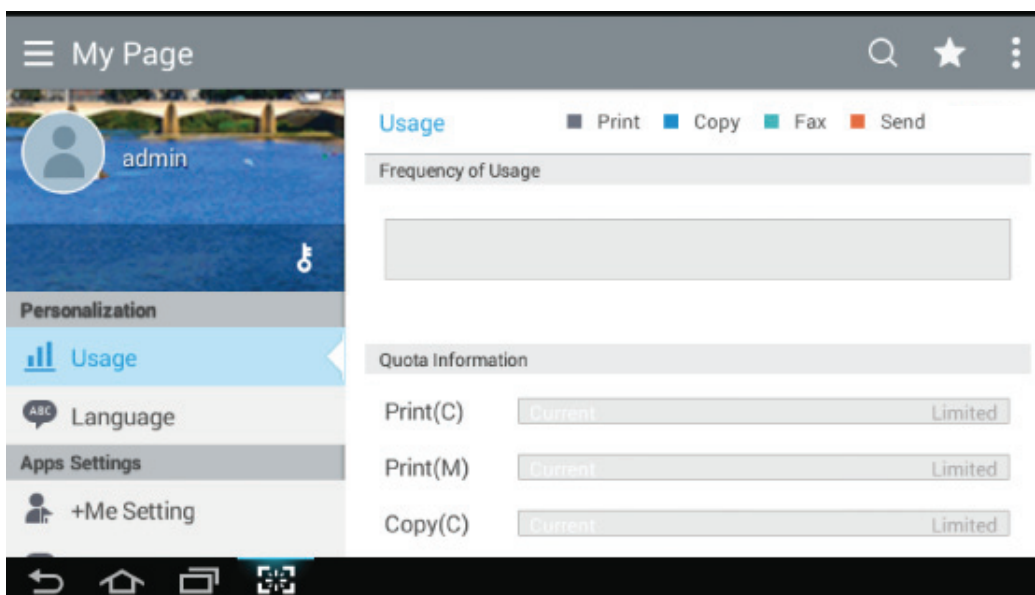 My Page
admin
Personalization
Usage
ABC
Language
Apps Settings
+Me Setting
Usage
Print
Copy
Fax
Send
Frequency of Usage
Quota Information
Print(C)
Current
Limited
Print(M)
Current
Limited
Copy(C)
Current
Limited